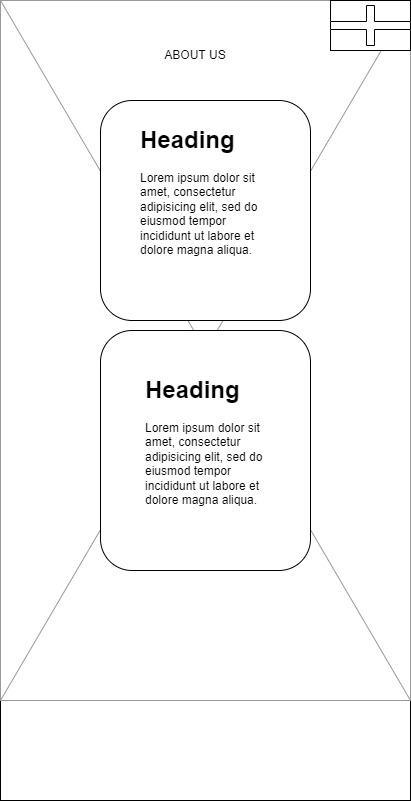 ABOUT US
Heading
Lorem ipsum dolor sit
amet, consectetur
adipisicing elit, sed do
eiusmod tempor
incididunt ut labore et
dolore magna aliqua.
Heading
Lorem ipsum dolor sit
amet, consectetur
adipisicing elit, sed do
eiusmod tempor
incididunt ut labore et
dolore magna aliqua.